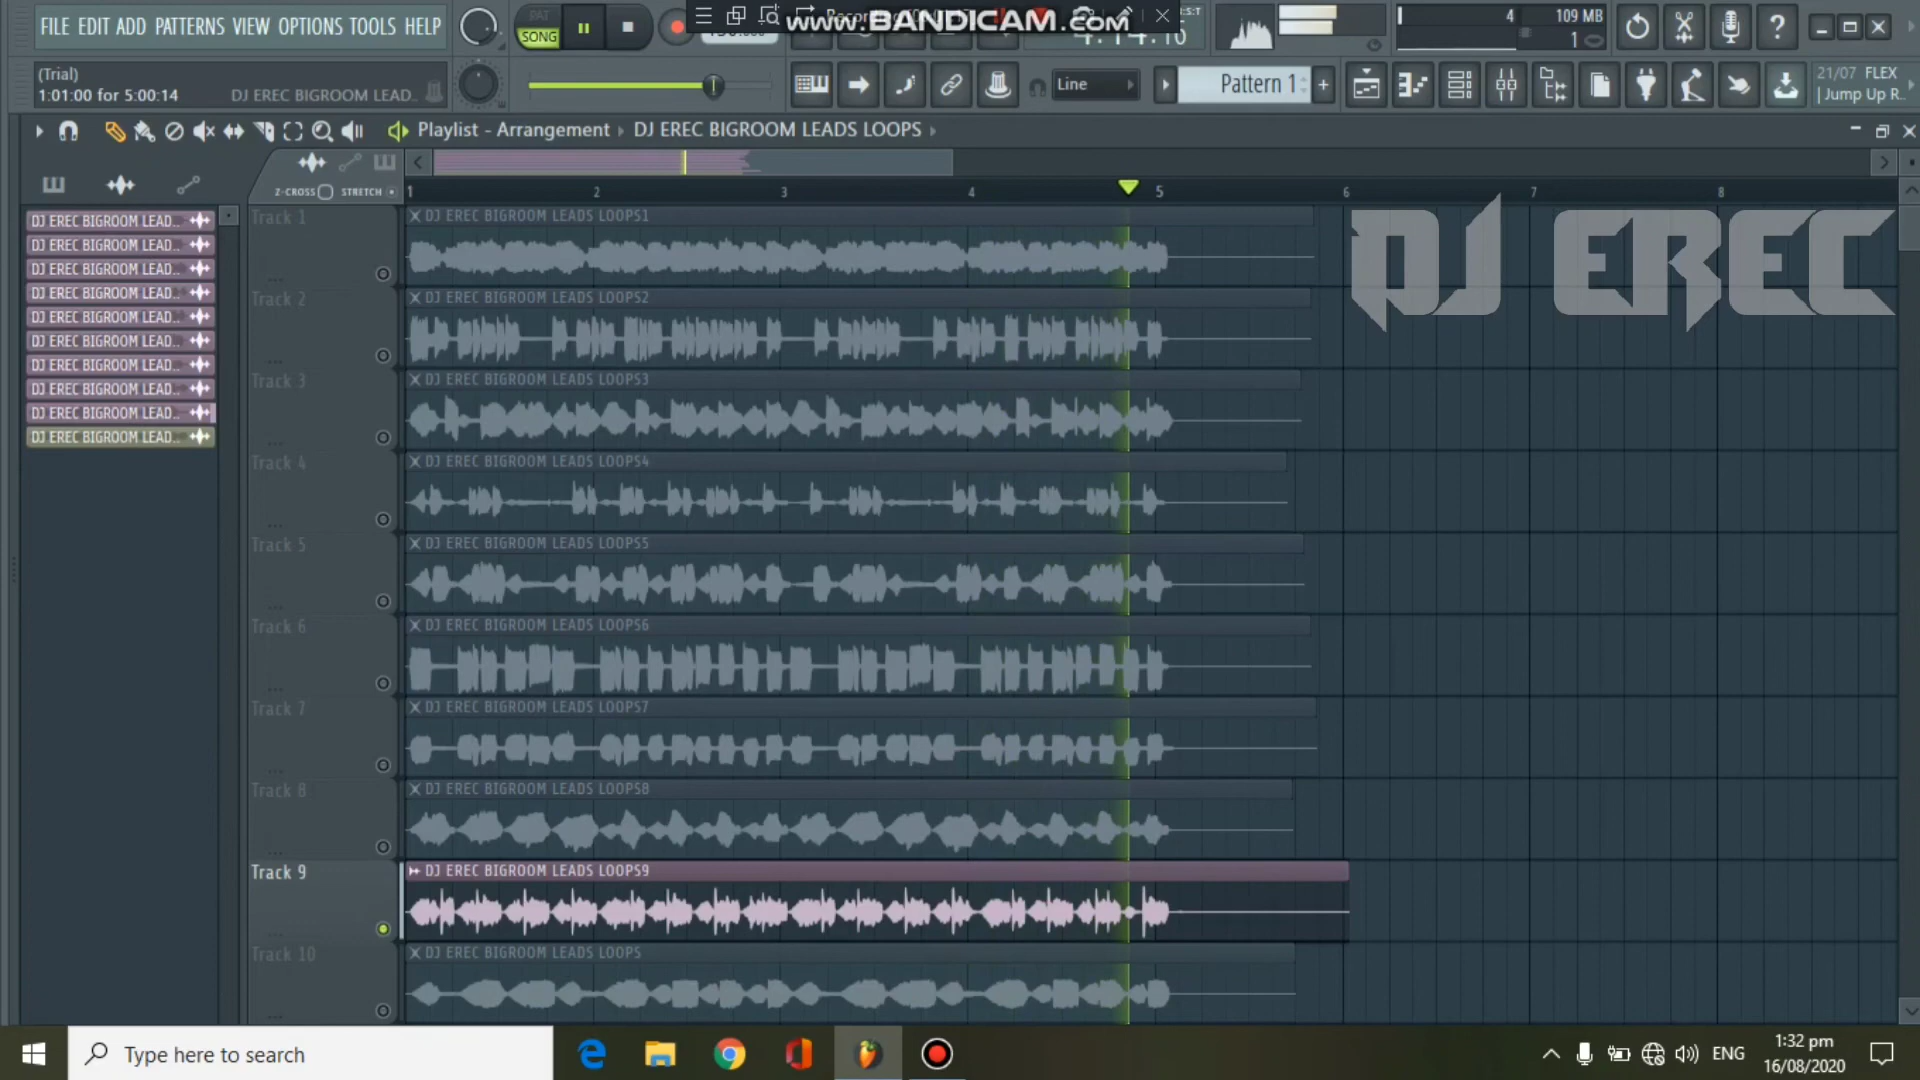 FILE EDIT ADD PATTERNS VIEW OPTIONS TOOLS HELP
PAT
SONG
www.BANDICAM.com
S:T
4
109 MB
1
(Trial)
1:01:00 for 5:00:14
DJ EREC BIGROOM LEAD..
Line
Pattern 1
+
21/07 FLEX
| Jump Up R..
Playlist - Arrangement
DJ EREC BIGROOM LEADS LOOPS
Z-CROSS
STRETCH
1
2
3
4
5
6
7
8
DJ EREC BIGROOM LEAD..
DJ EREC BIGROOM LEAD..
DJ EREC BIGROOM LEAD..
DJ EREC BIGROOM LEAD..
DJ EREC BIGROOM LEAD..
DJ EREC BIGROOM LEAD..
DJ EREC BIGROOM LEAD..
DJ EREC BIGROOM LEAD..
DJ EREC BIGROOM LEAD..
DJ EREC BIGROOM LEAD..
DJ EREC
Track 1
DJ EREC BIGROOM LEADS LOOPS1
Track 2
DJ EREC BIGROOM LEADS LOOPS2
Track 3
DJ EREC BIGROOM LEADS LOOPS3
Track 4
DJ EREC BIGROOM LEADS LOOPS4
Track 5
DJ EREC BIGROOM LEADS LOOPS5
Track 6
DJ EREC BIGROOM LEADS LOOPS6
Track 7
DJ EREC BIGROOM LEADS LOOPS7
Track 8
DJ EREC BIGROOM LEADS LOOPS8
Track 9
DJ EREC BIGROOM LEADS LOOPS9
Track 10
DJ EREC BIGROOM LEADS LOOPS
Type here to search
ENG
1:32 pm
16/08/2020